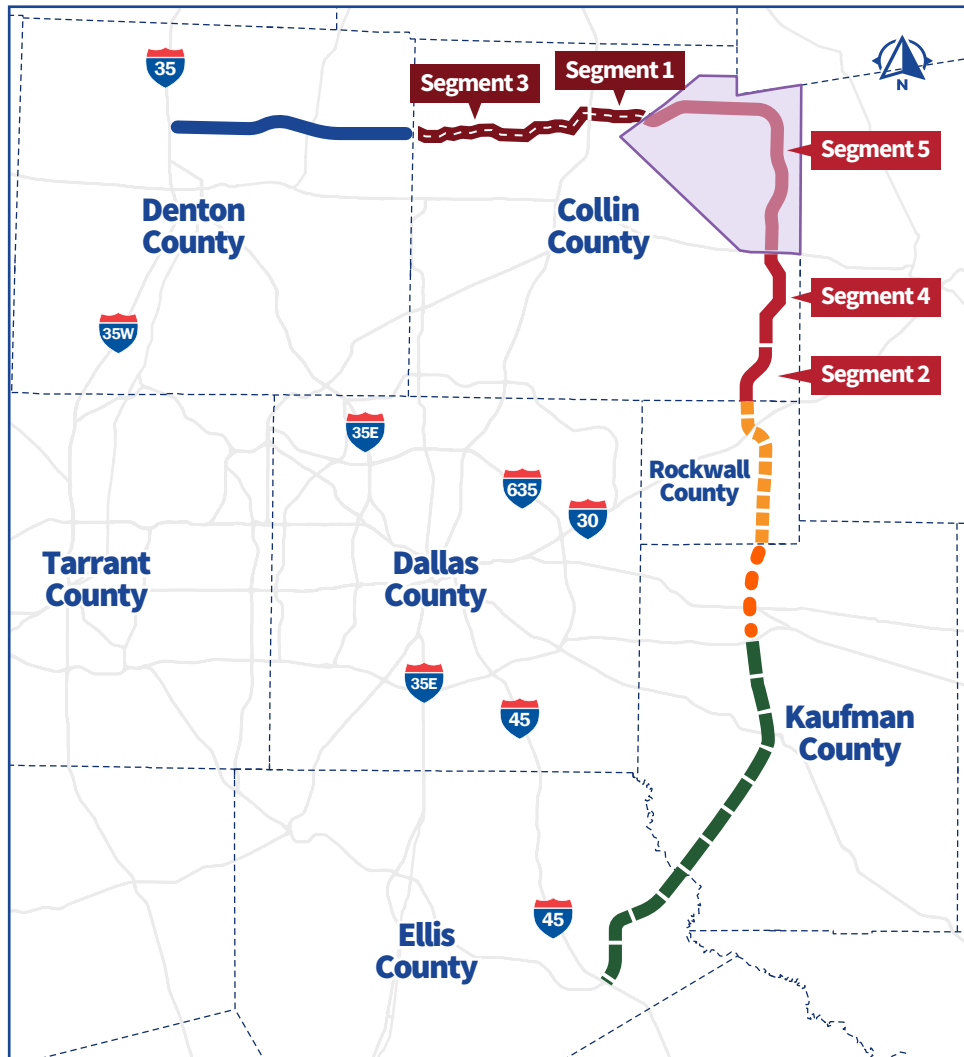 35
Segment 3
Segment 1
N
Segment 5
Denton
County
Collin
County
Segment 4
35W
Segment 2
35E
Rockwall
County
635
30
Tarrant
County
Dallas
County
35E
45
Kaufman
County
45
Ellis
County